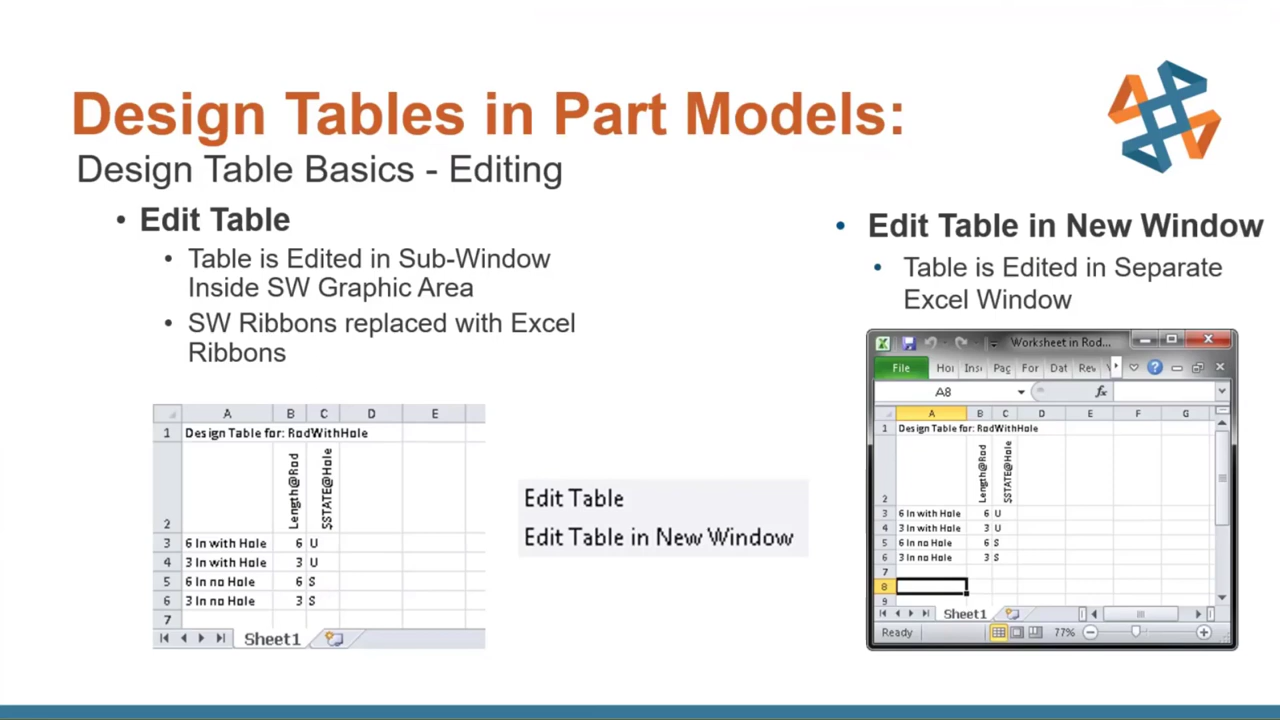 Design Tables in Part Models:
Design Table Basics - Editing
• Edit Table
• Table is Edited in Sub-Window
Inside SW Graphic Area
• SW Ribbons replaced with Excel
Ribbons
A B C D E
1 Design Table for: RodWithHole
2 Length@Rod $STATE@Hole
3 6 In with Hole 6 U
4 3 In with Hole 3 U
5 6 In no Hole 6 S
6 3 In no Hole 3 S
7
Sheet1
Edit Table
Edit Table in New Window
• Edit Table in New Window
• Table is Edited in Separate
Excel Window
Worksheet in Rod...
File Hor Ins Pag For Dat Rev
A8 fx
A B C D E F G
1 Design Table for: RodWithHole
2 Length@Rod $STATE@Hole
3 6 In with Hole 6 U
4 3 In with Hole 3 U
5 6 In no Hole 6 S
6 3 In no Hole 3 S
7
8
9
Sheet1
Ready 77%